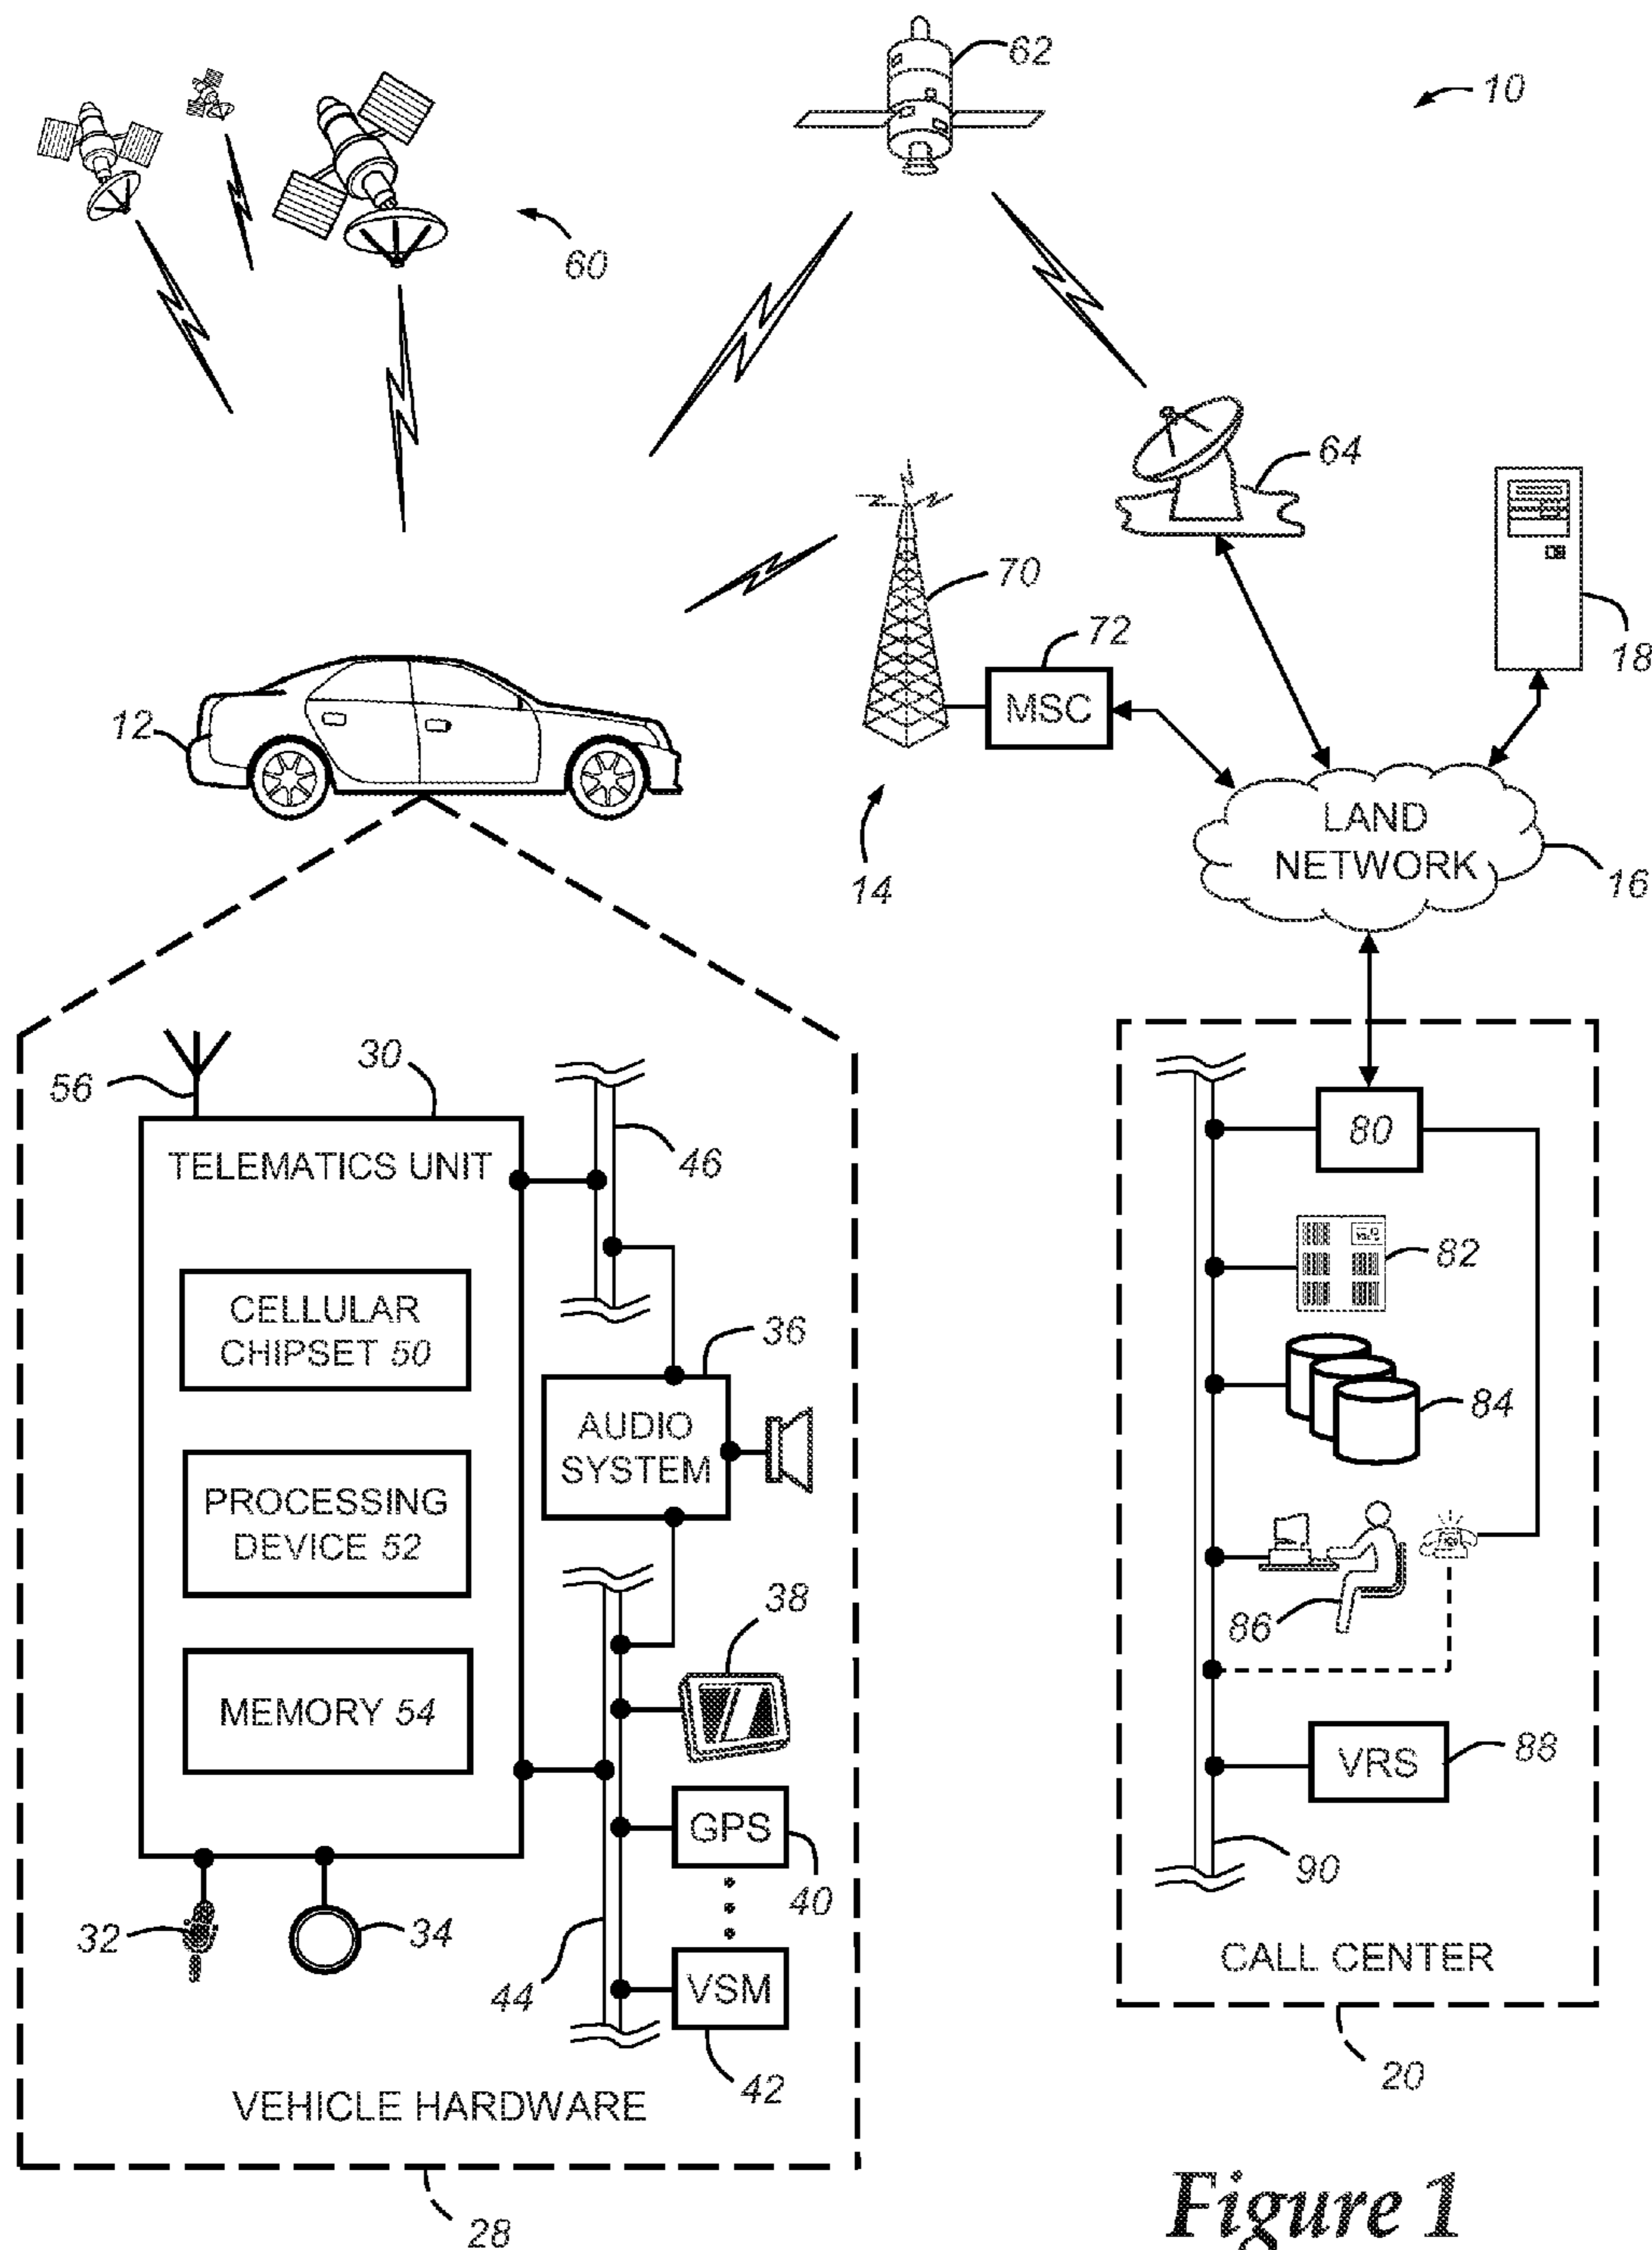 62
10
60
64
70
18
72
MSC
12
LAND
NETWORK
16
14
30
56
TELEMATICS UNIT
46
80
CELLULAR
CHIPSET 50
82
36
AUDIO
SYSTEM
84
PROCESSING
DEVICE 52
38
86
MEMORY 54
VRS
88
GPS
40
90
32
34
44
VSM
42
CALL CENTER
20
VEHICLE HARDWARE
28
Figure 1